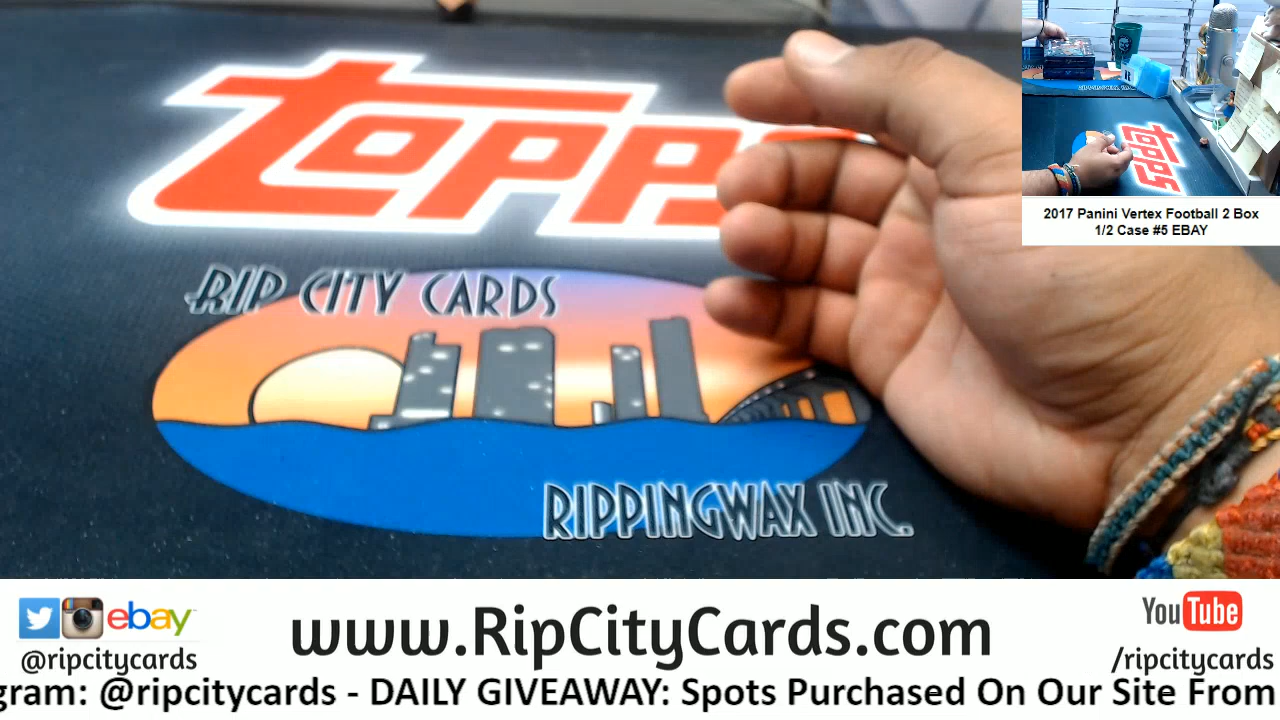 topps
RIP CITY CARDS
RIPPINGWAX INC.
topps
2017 Panini Vertex Football 2 Box
1/2 Case #5 EBAY
ebay
@ripcitycards
www.RipCityCards.com
YouTube
/ripcitycards
gram: @ripcitycards - DAILY GIVEAWAY: Spots Purchased On Our Site From